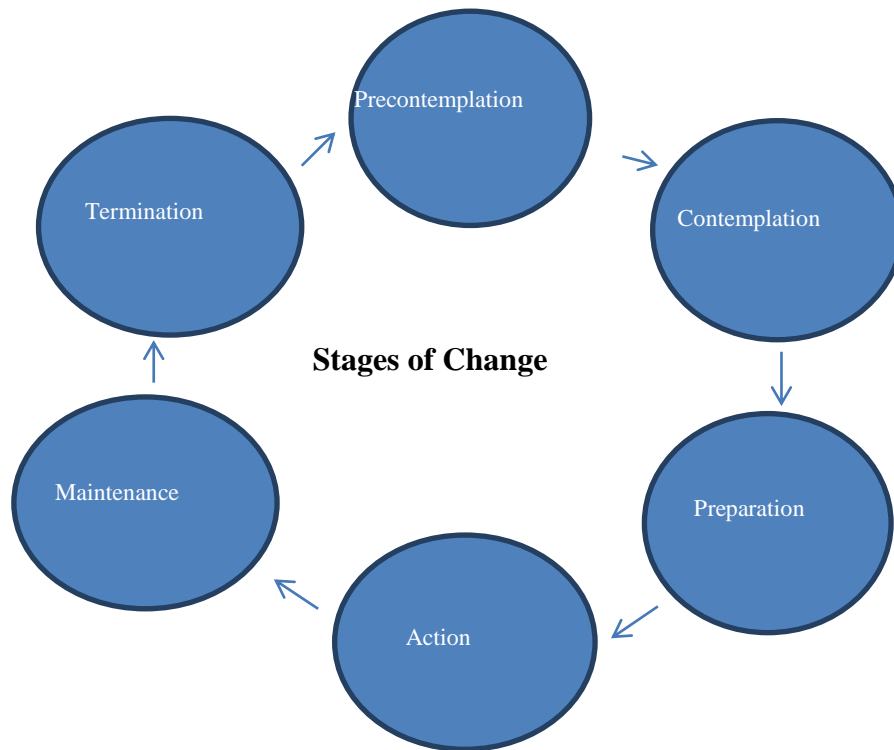 Precontemplation
Contemplation
Preparation
Action
Maintenance
Termination
Stages of Change